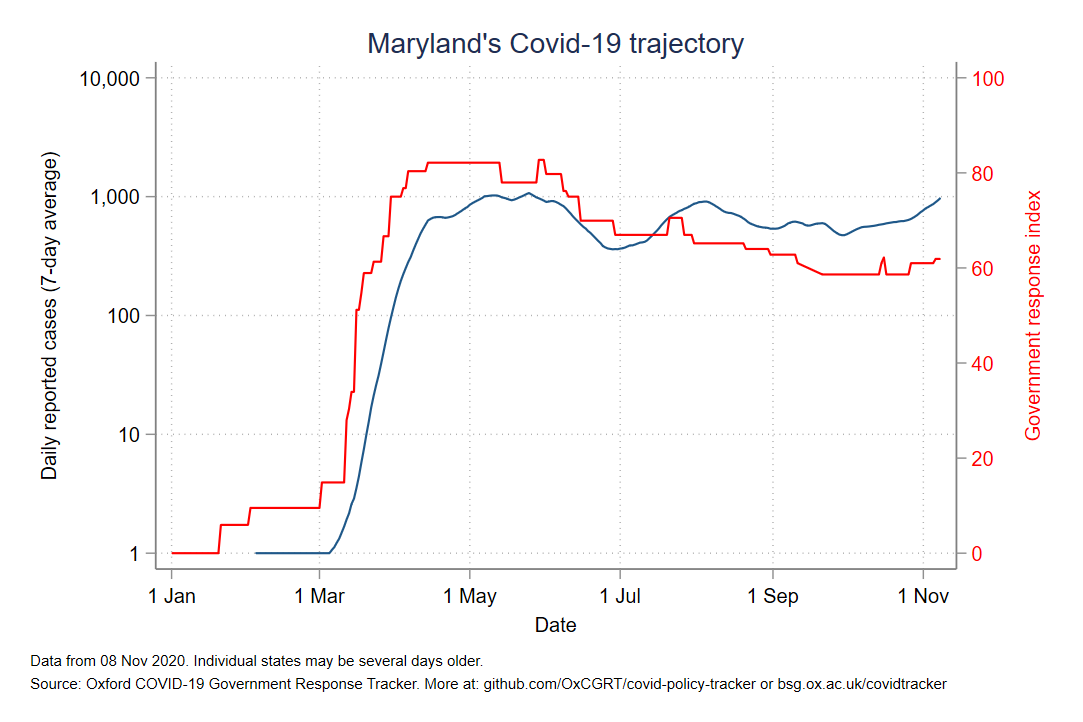 Maryland's Covid-19 trajectory
10,000
1,000
100
10
1
Daily reported cases (7-day average)
100
80
60
40
20
0
Government response index
1 Jan 1 Mar 1 May 1 Jul 1 Sep 1 Nov
Date
Data from 08 Nov 2020. Individual states may be several days older.
Source: Oxford COVID-19 Government Response Tracker. More at: github.com/OxCGRT/covid-policy-tracker or bsg.ox.ac.uk/covidtracker